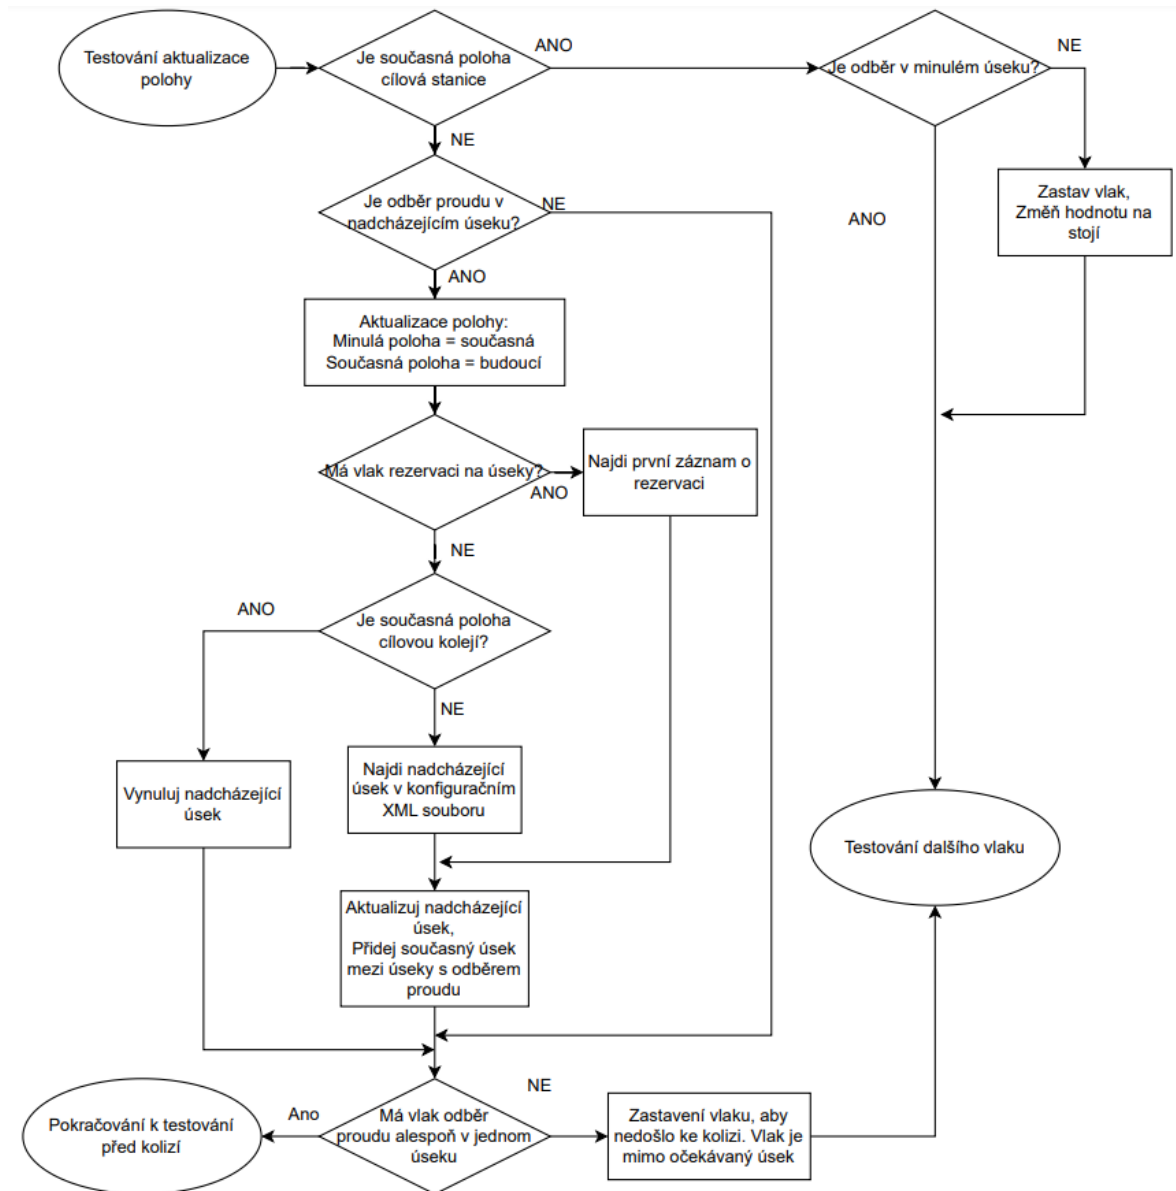 Testování aktualizace
polohy
Je současná poloha
cílová stanice
ANO
Je odběr v minulém úseku?
NE
NE
Je odběr proudu v
nadcházejícím úseku?
NE
ANO
Zastav vlak,
Změň hodnotu na
stojí
ANO
Aktualizace polohy:
Minulá poloha = současná
Současná poloha = budoucí
Má vlak rezervaci na úseky?
ANO
Najdi první záznam o
rezervaci
NE
ANO
Je současná poloha
cílovou kolejí?
NE
Vynuluj nadcházející
úsek
Najdi nadcházející
úsek v konfiguračním
XML souboru
Testování dalšího vlaku
Aktualizuj nadcházející
úsek,
Přidej současný úsek
mezi úseky s odběrem
proudu
Pokračování k testování
před kolizí
Ano
Má vlak odběr
proudu alespoň v jednom
úseku
NE
Zastavení vlaku, aby
nedošlo ke kolizi. Vlak je
mimo očekávaný úsek